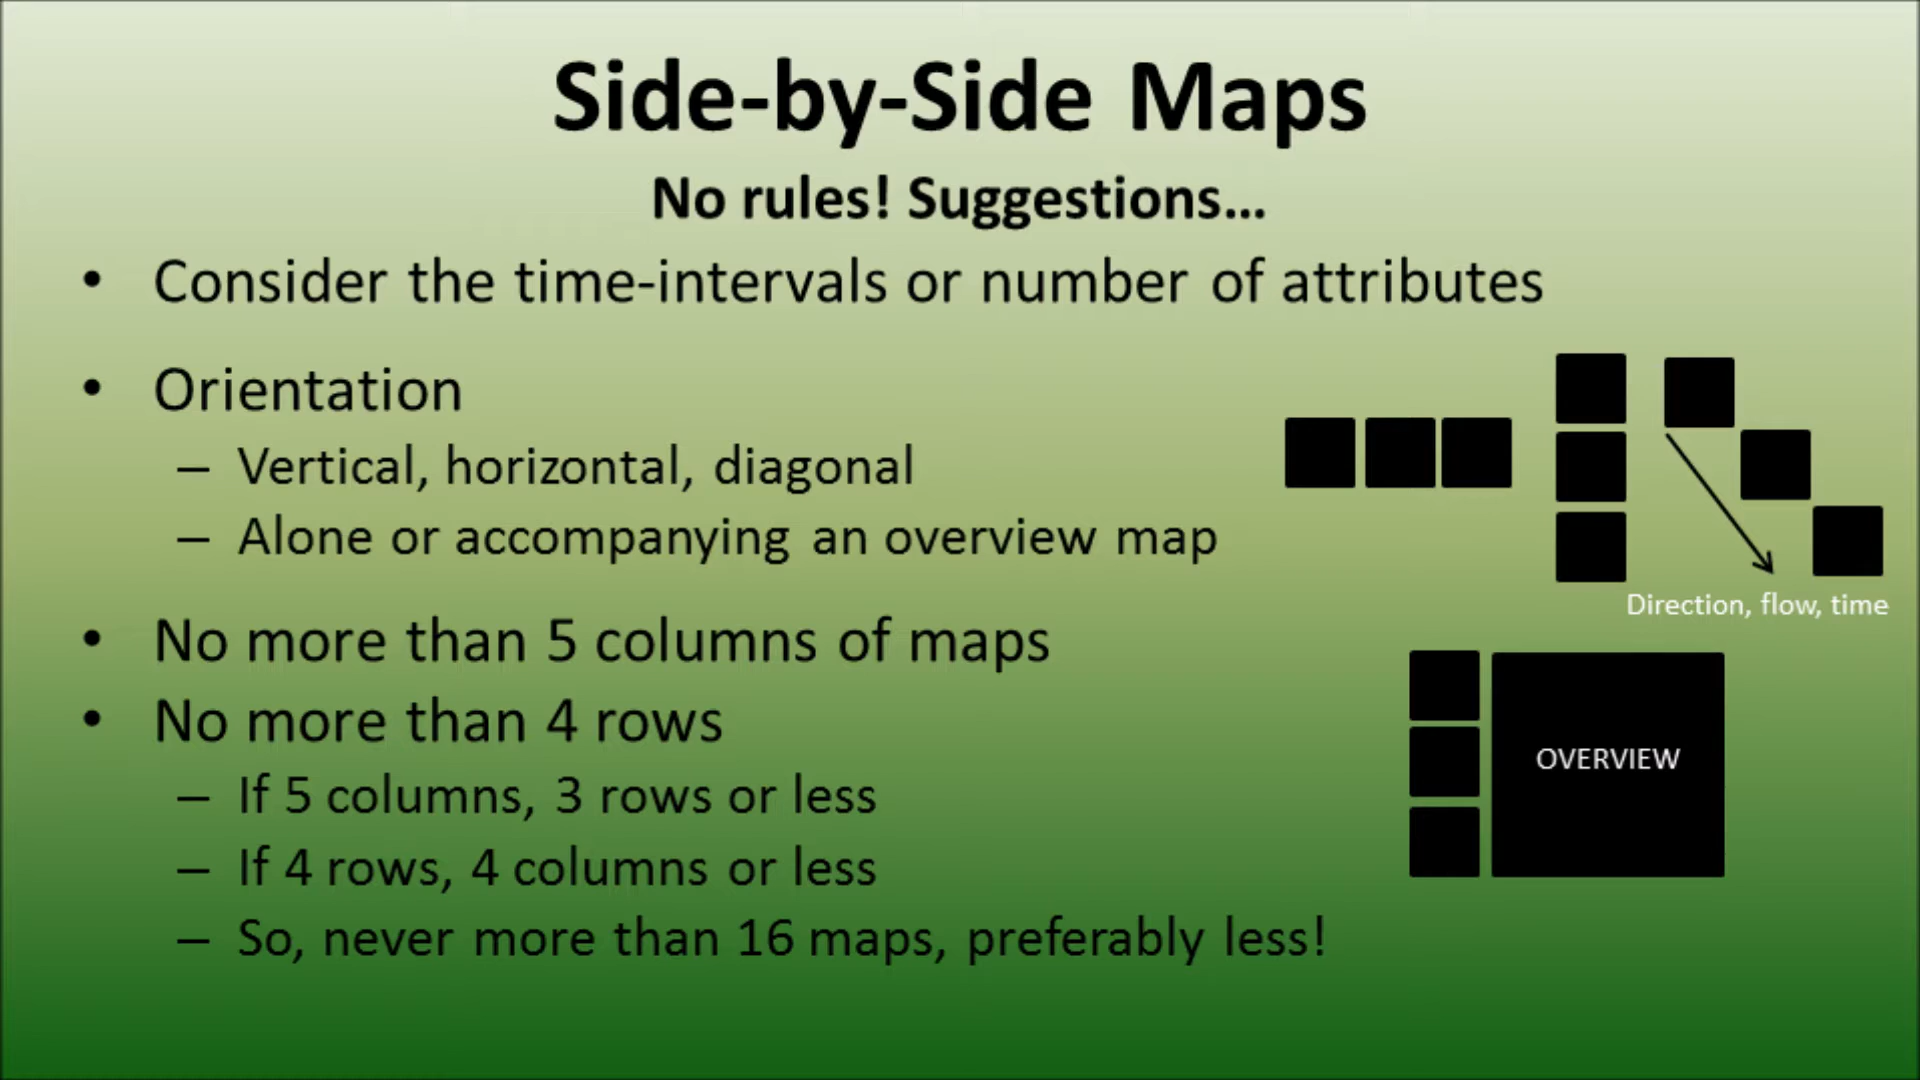 Side-by-Side Maps
No rules! Suggestions…
• Consider the time-intervals or number of attributes
• Orientation
– Vertical, horizontal, diagonal
– Alone or accompanying an overview map
Direction, flow, time
• No more than 5 columns of maps
• No more than 4 rows
OVERVIEW
– If 5 columns, 3 rows or less
– If 4 rows, 4 columns or less
– So, never more than 16 maps, preferably less!